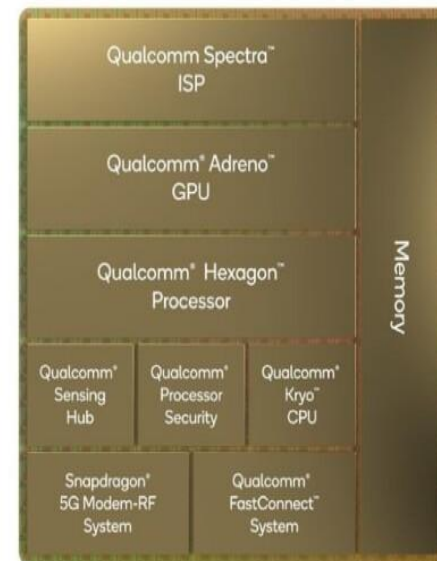 Qualcomm Spectra™
ISP
Qualcomm® Adreno™
GPU
Qualcomm® Hexagon™
Processor
Qualcomm®
Sensing
Hub
Qualcomm®
Processor
Security
Qualcomm®
Kryo™
CPU
Snapdragon®
5G Modem-RF
System
Qualcomm®
FastConnect™
System
Memory